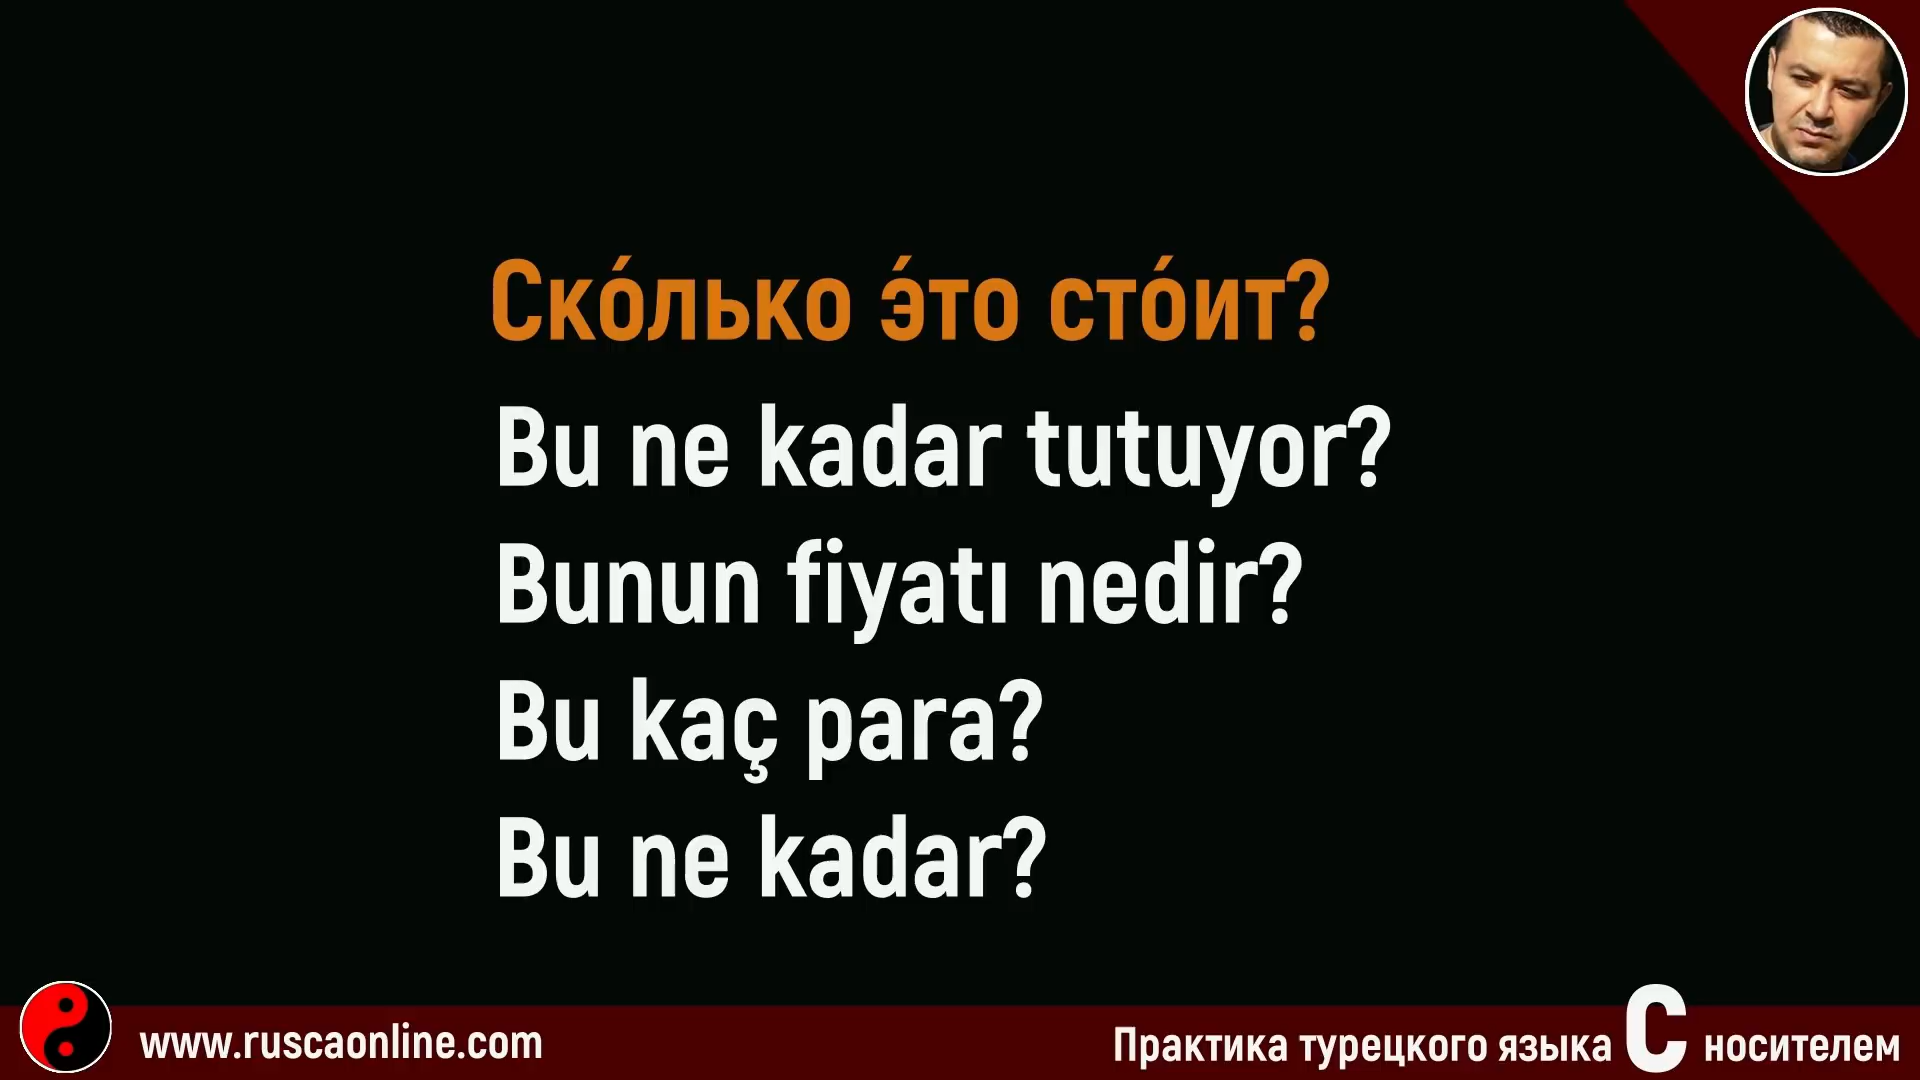 Ско́лько э́то сто́ит?
Bu ne kadar tutuyor?
Bunun fiyatı nedir?
Bu kaç para?
Bu ne kadar?
www.ruscaonline.com
Практика турецкого языка С носителем